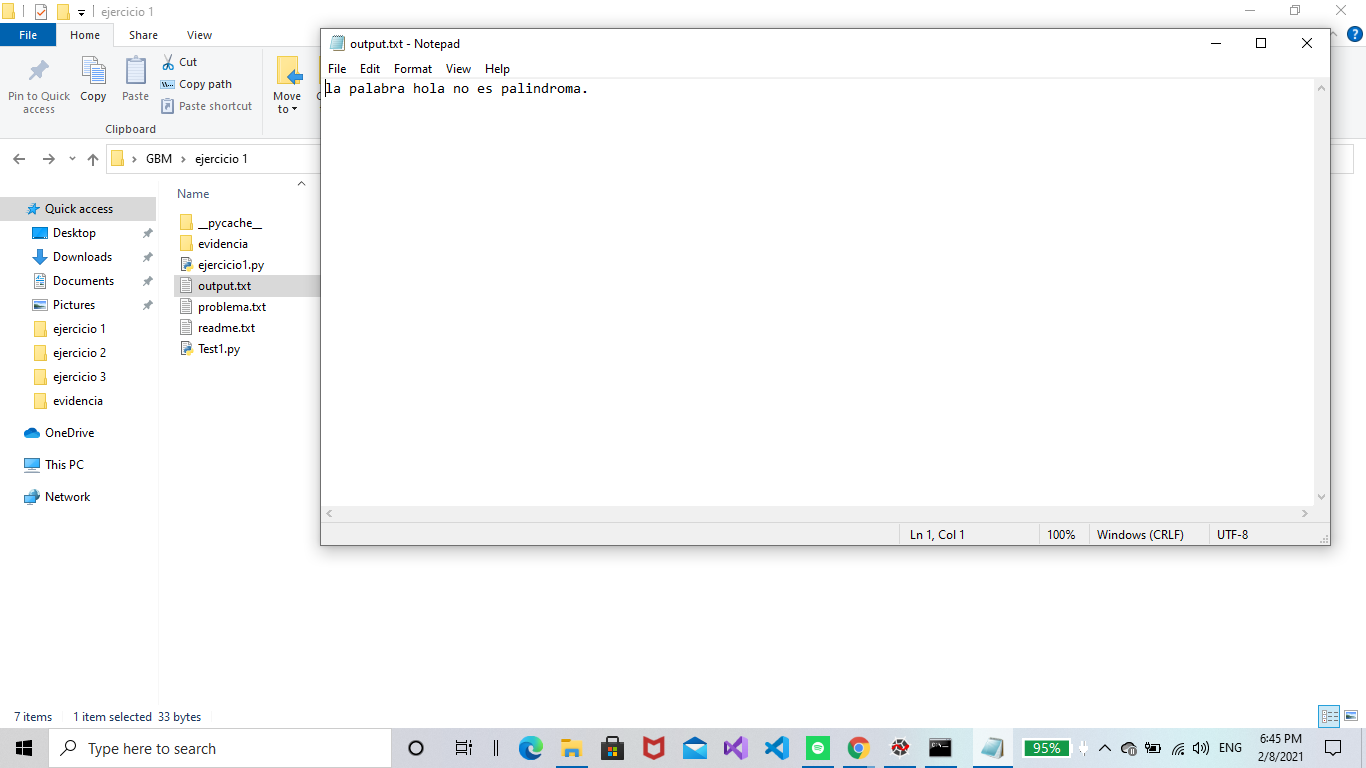 ejercicio 1
File Home Share View
Pin to Quick access
Copy
Paste
Cut
Copy path
Paste shortcut
Clipboard
Move to
output.txt - Notepad
File Edit Format View Help
la palabra hola no es palindroma.
Ln 1, Col 1 100% Windows (CRLF) UTF-8
GBM › ejercicio 1
Quick access
Desktop
Downloads
Documents
Pictures
ejercicio 1
ejercicio 2
ejercicio 3
evidencia
OneDrive
This PC
Network
Name
__pycache__
evidencia
ejercicio1.py
output.txt
problema.txt
readme.txt
Test1.py
7 items 1 item selected 33 bytes
Type here to search
95%
ENG
6:45 PM
2/8/2021